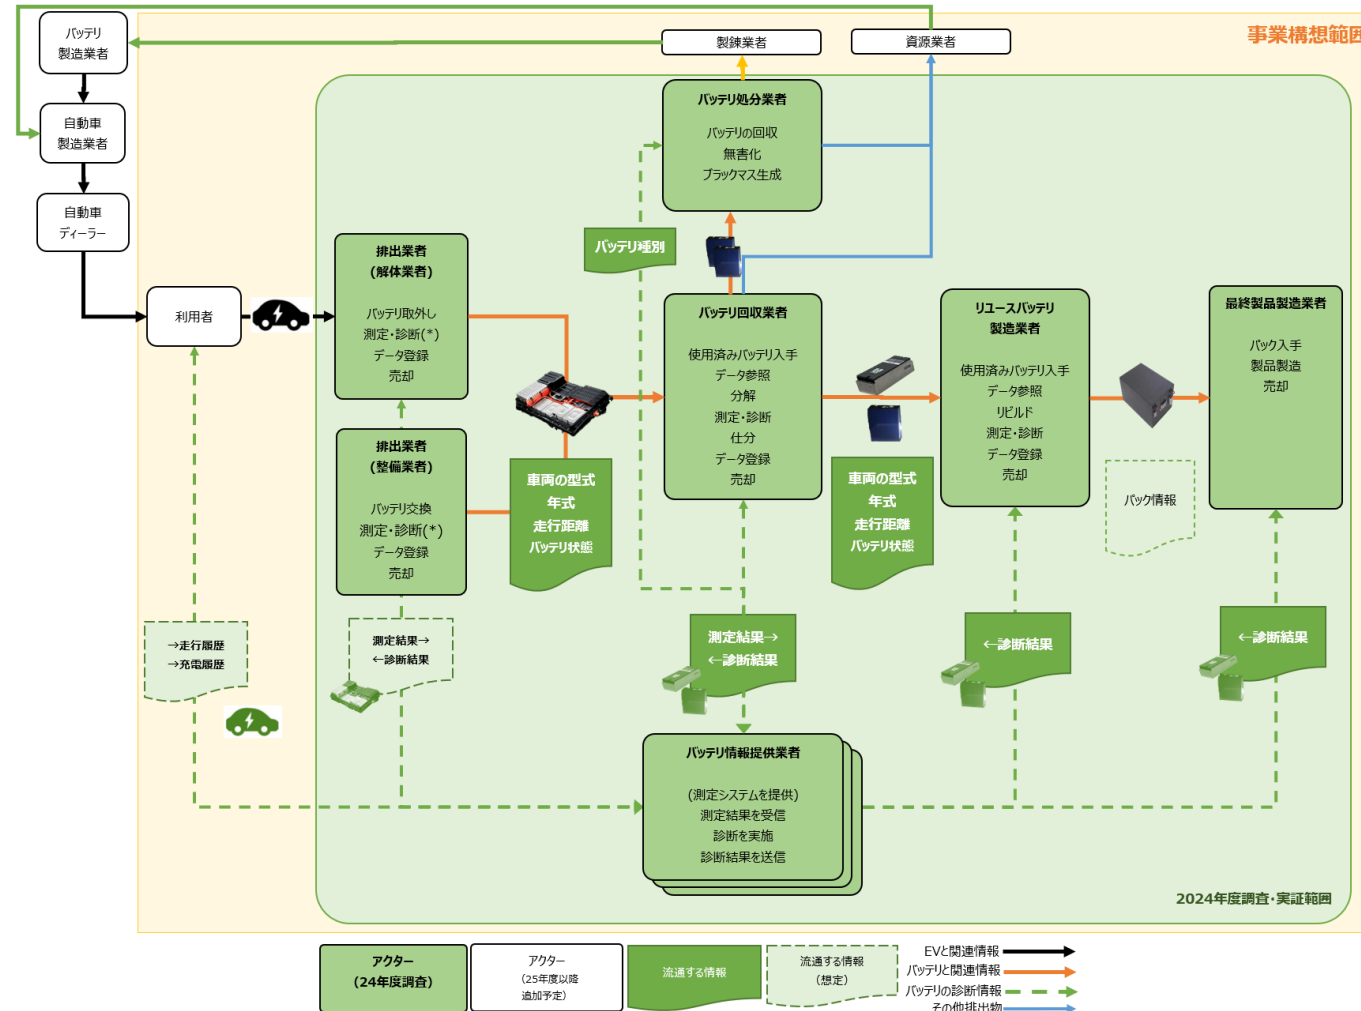 事業構想範囲
バッテリ
製造業者
自動車
製造業者
自動車
ディーラー
利用者
製錬業者
資源業者
バッテリ処分業者
バッテリの回収
無害化
ブラックマス生成
バッテリ種別
排出業者
(解体業者)
バッテリ取外し
測定・診断(*)
データ登録
売却
排出業者
(整備業者)
バッテリ交換
測定・診断(*)
データ登録
売却
車両の型式
年式
走行距離
バッテリ状態
バッテリ回収業者
使用済みバッテリ入手
データ参照
分解
測定・診断
仕分
データ登録
売却
車両の型式
年式
走行距離
バッテリ状態
リユースバッテリ
製造業者
使用済みバッテリ入手
データ参照
リビルド
測定・診断
データ登録
売却
パック情報
最終製品製造業者
パック入手
製品製造
売却
→走行履歴
→充電履歴
測定結果→
←診断結果
測定結果→
←診断結果
←診断結果
←診断結果
バッテリ情報提供業者
(測定システムを提供)
測定結果を受信
診断を実施
診断結果を送信
2024年度調査・実証範囲
アクター
(24年度調査)
アクター
(25年度以降
追加予定)
流通する情報
流通する情報
(想定)
EVと関連情報
バッテリと関連情報
バッテリの診断情報
その他排出物